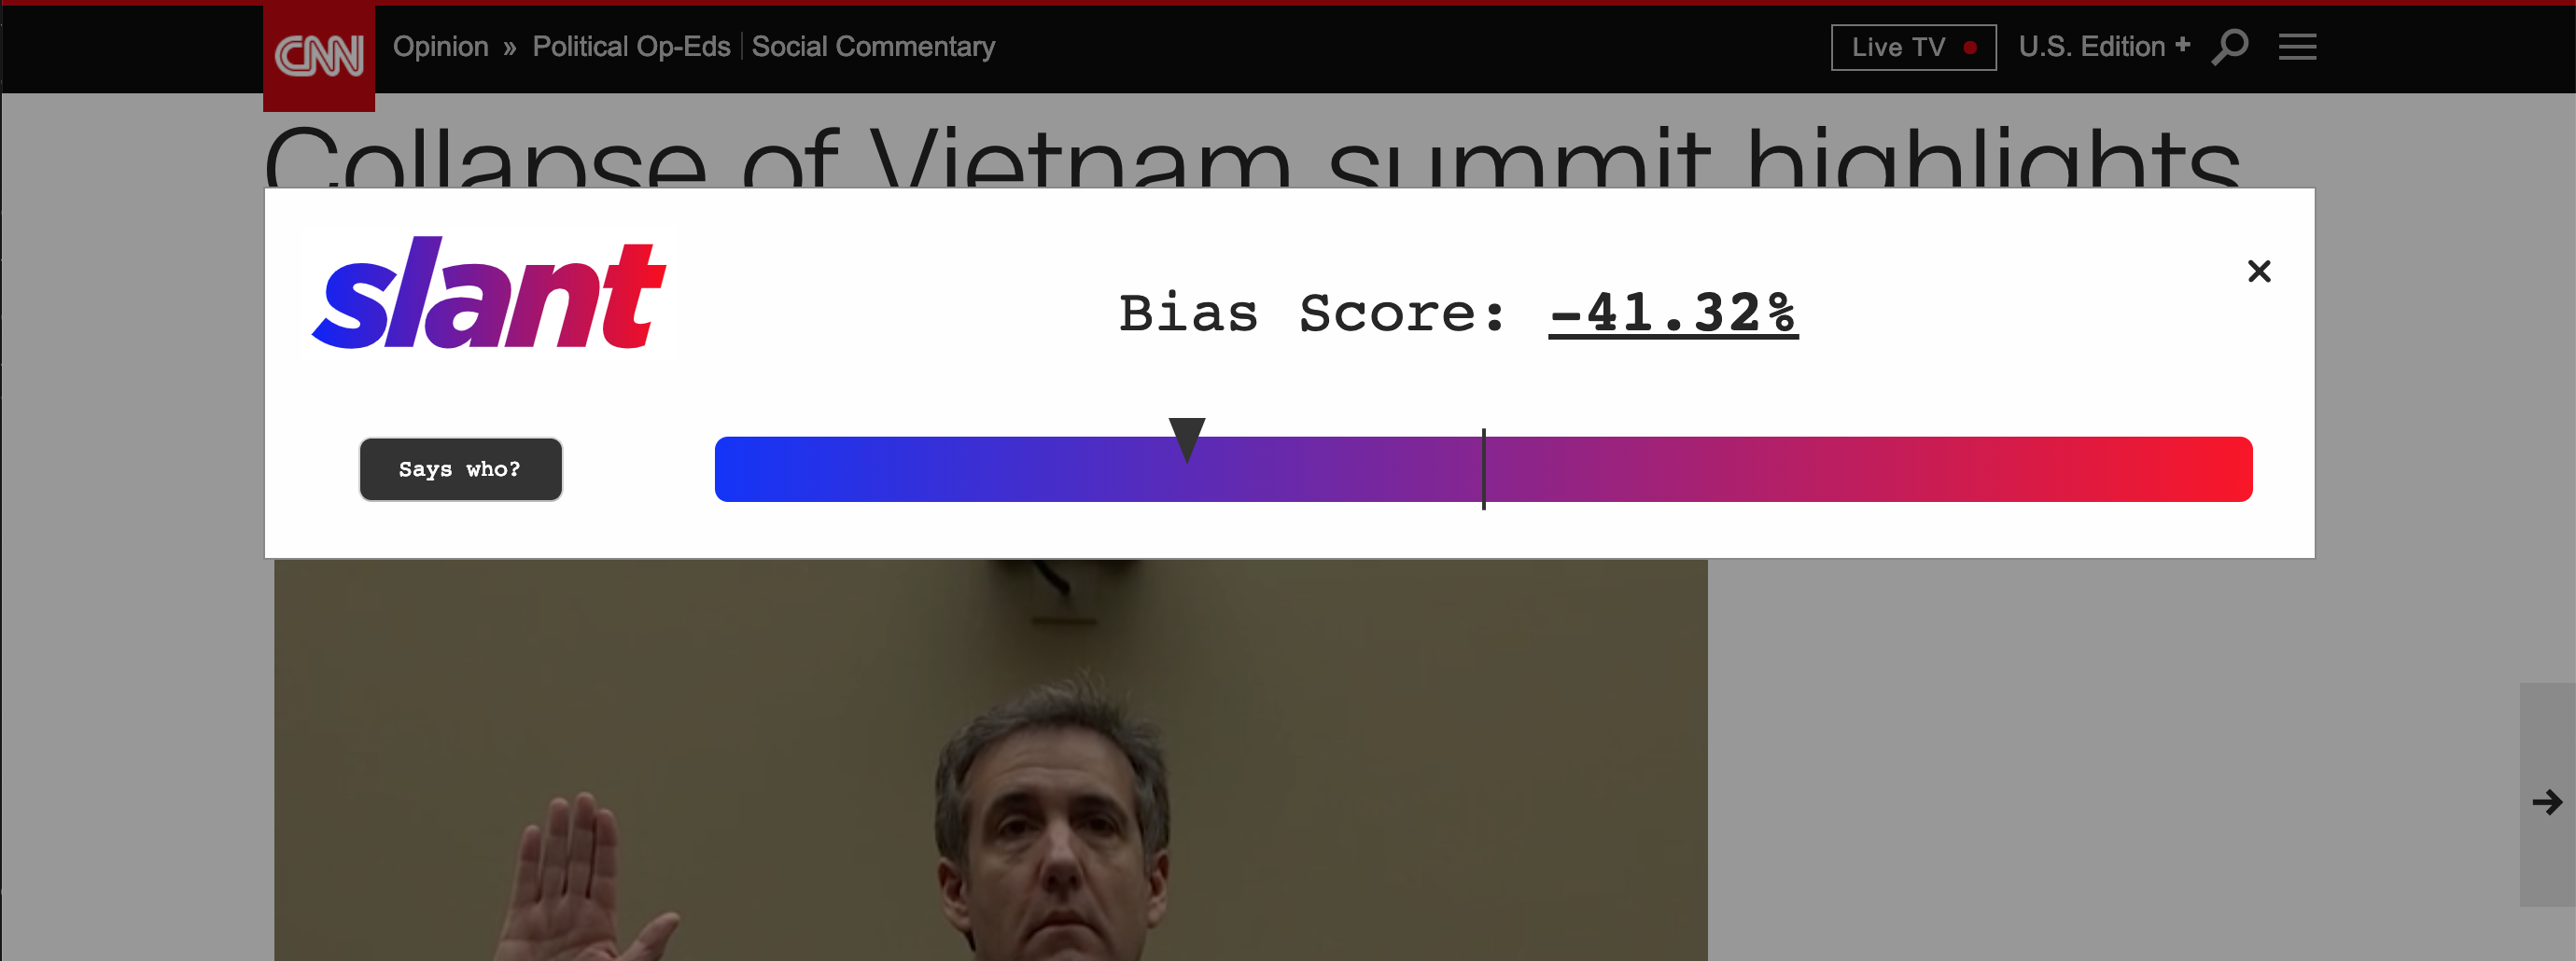 CNN Opinion » Political Op-Eds Social Commentary Live TV U.S. Edition +
Collapse of Vietnam summit highlights
slant
Bias Score: -41.32%
Says who?